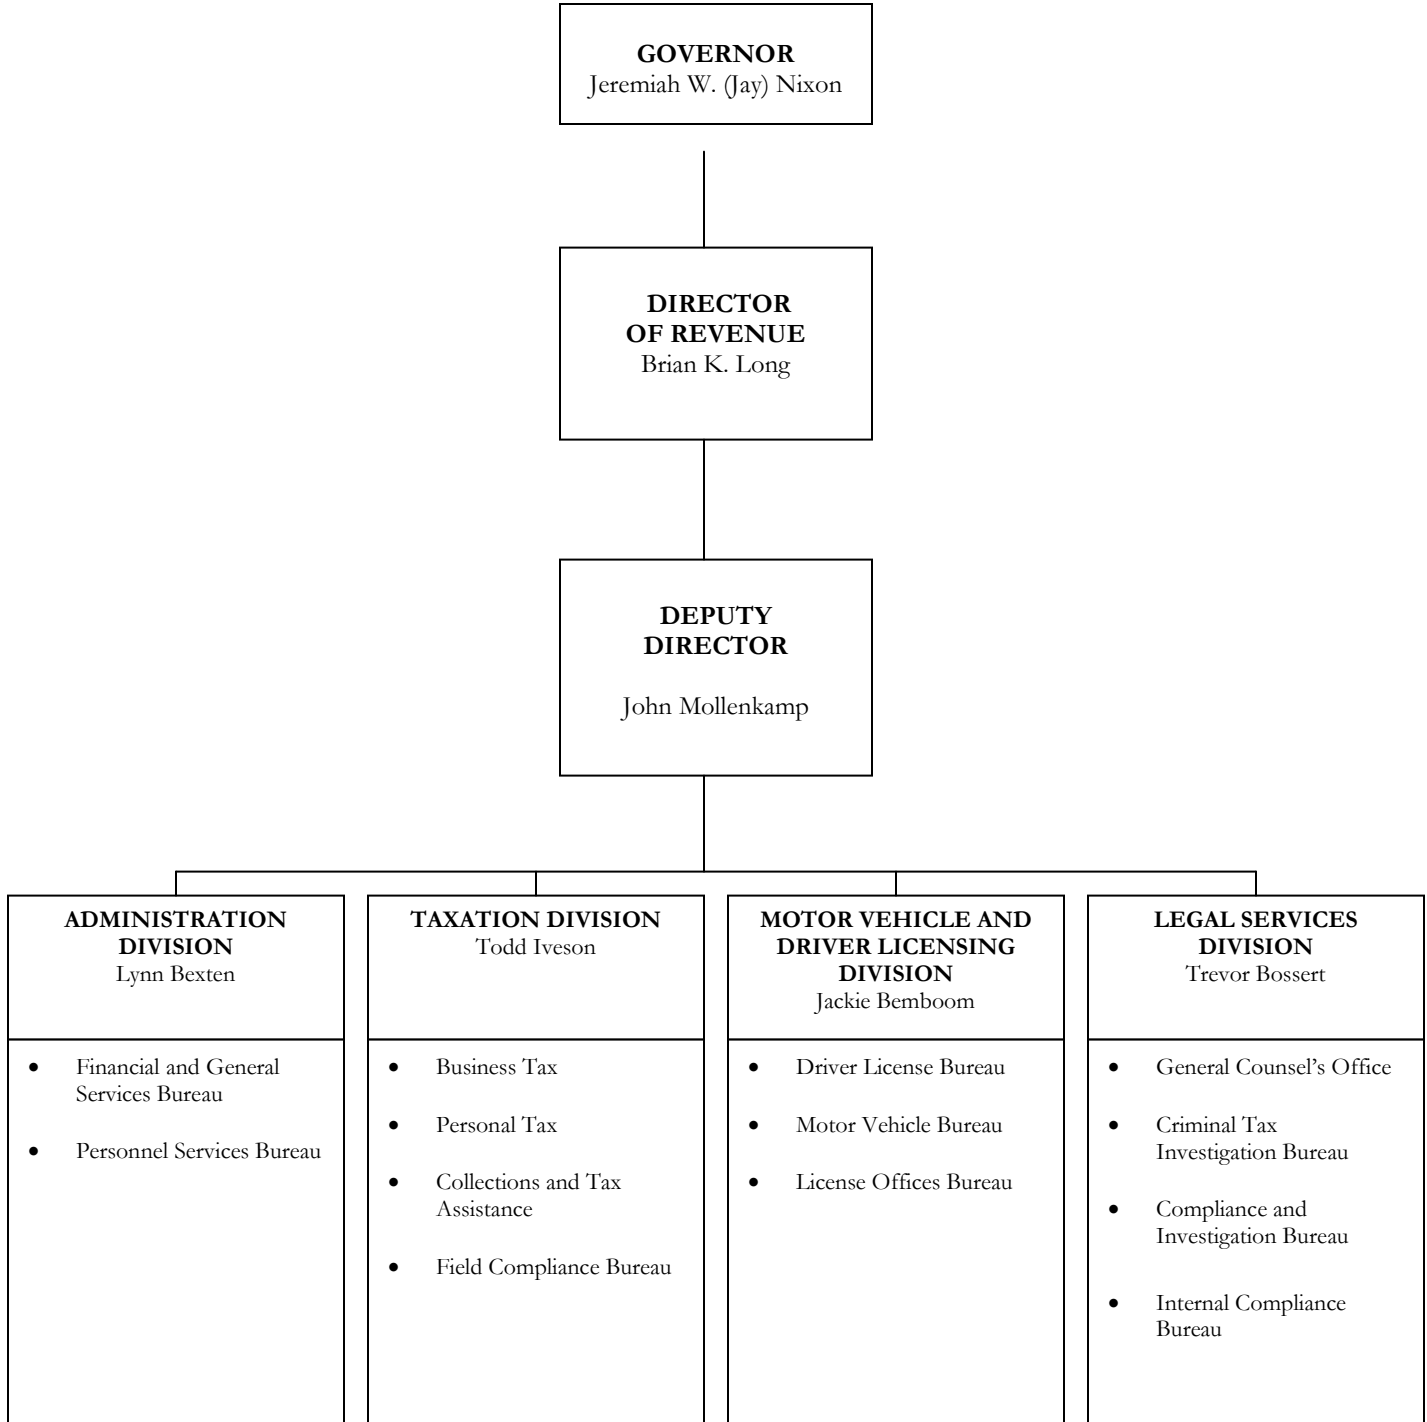 GOVERNOR
Jeremiah W. (Jay) Nixon
DIRECTOR
OF REVENUE
Brian K. Long
DEPUTY
DIRECTOR
John Mollenkamp
ADMINISTRATION
DIVISION
Lynn Bexten
• Financial and General
Services Bureau
• Personnel Services Bureau
TAXATION DIVISION
Todd Iveson
• Business Tax
• Personal Tax
• Collections and Tax
Assistance
• Field Compliance Bureau
MOTOR VEHICLE AND
DRIVER LICENSING
DIVISION
Jackie Bemboom
• Driver License Bureau
• Motor Vehicle Bureau
• License Offices Bureau
LEGAL SERVICES
DIVISION
Trevor Bossert
• General Counsel’s Office
• Criminal Tax
Investigation Bureau
• Compliance and
Investigation Bureau
• Internal Compliance
Bureau